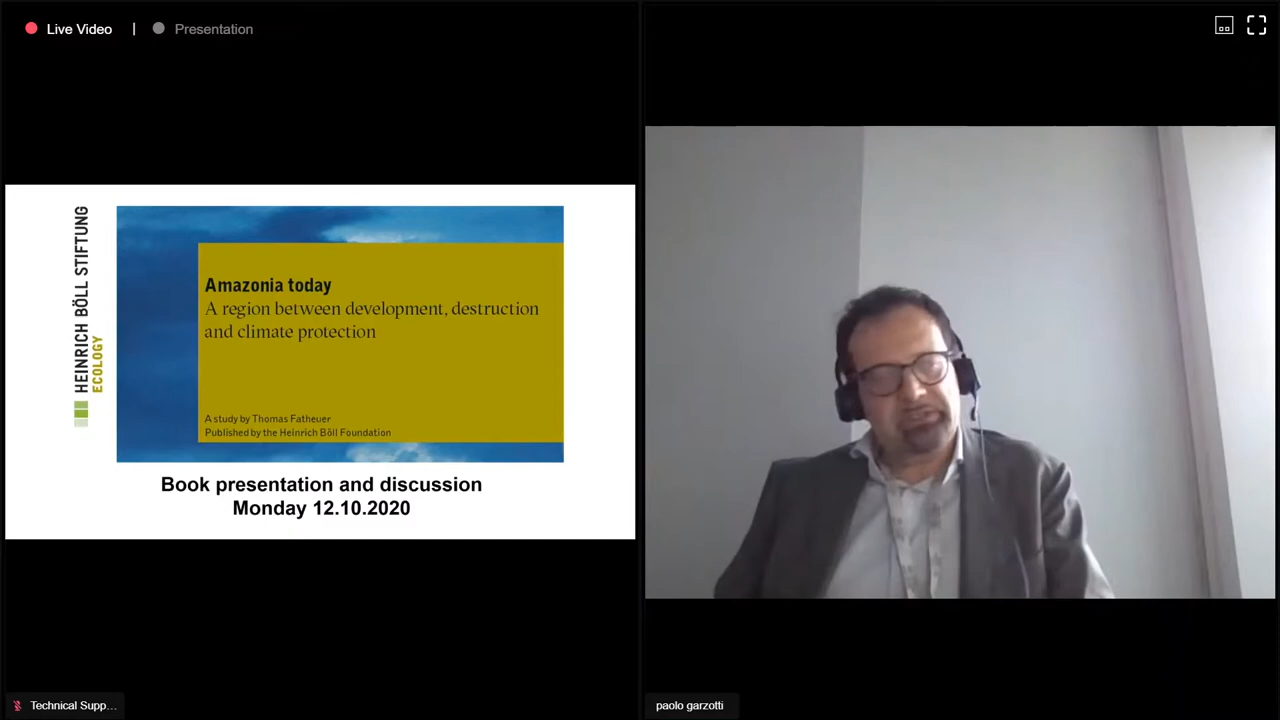 Live Video | Presentation
HEINRICH BÖLL STIFTUNG
ECOLOGY
Amazonia today
A region between development, destruction
and climate protection
A study by Thomas Fatheuer
Published by the Heinrich Böll Foundation
Book presentation and discussion
Monday 12.10.2020
Technical Supp...
paolo garzotti